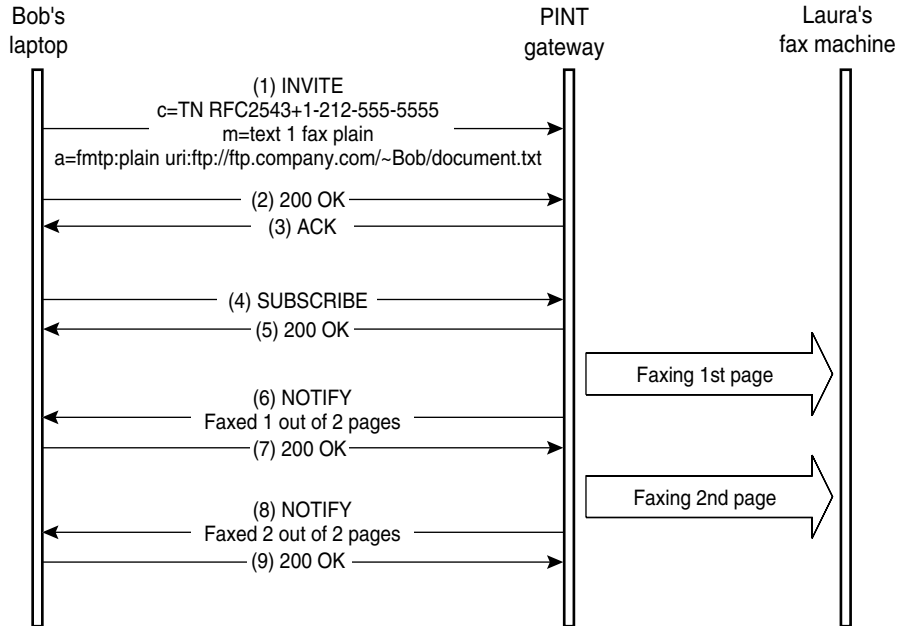 Bob's
laptop
PINT
gateway
Laura's
fax machine
(1) INVITE
c=TN RFC2543+1-212-555-5555
m=text 1 fax plain
a=fmtp:plain uri:ftp://ftp.company.com/~Bob/document.txt
(2) 200 OK
(3) ACK
(4) SUBSCRIBE
(5) 200 OK
Faxing 1st page
(6) NOTIFY
Faxed 1 out of 2 pages
(7) 200 OK
Faxing 2nd page
(8) NOTIFY
Faxed 2 out of 2 pages
(9) 200 OK